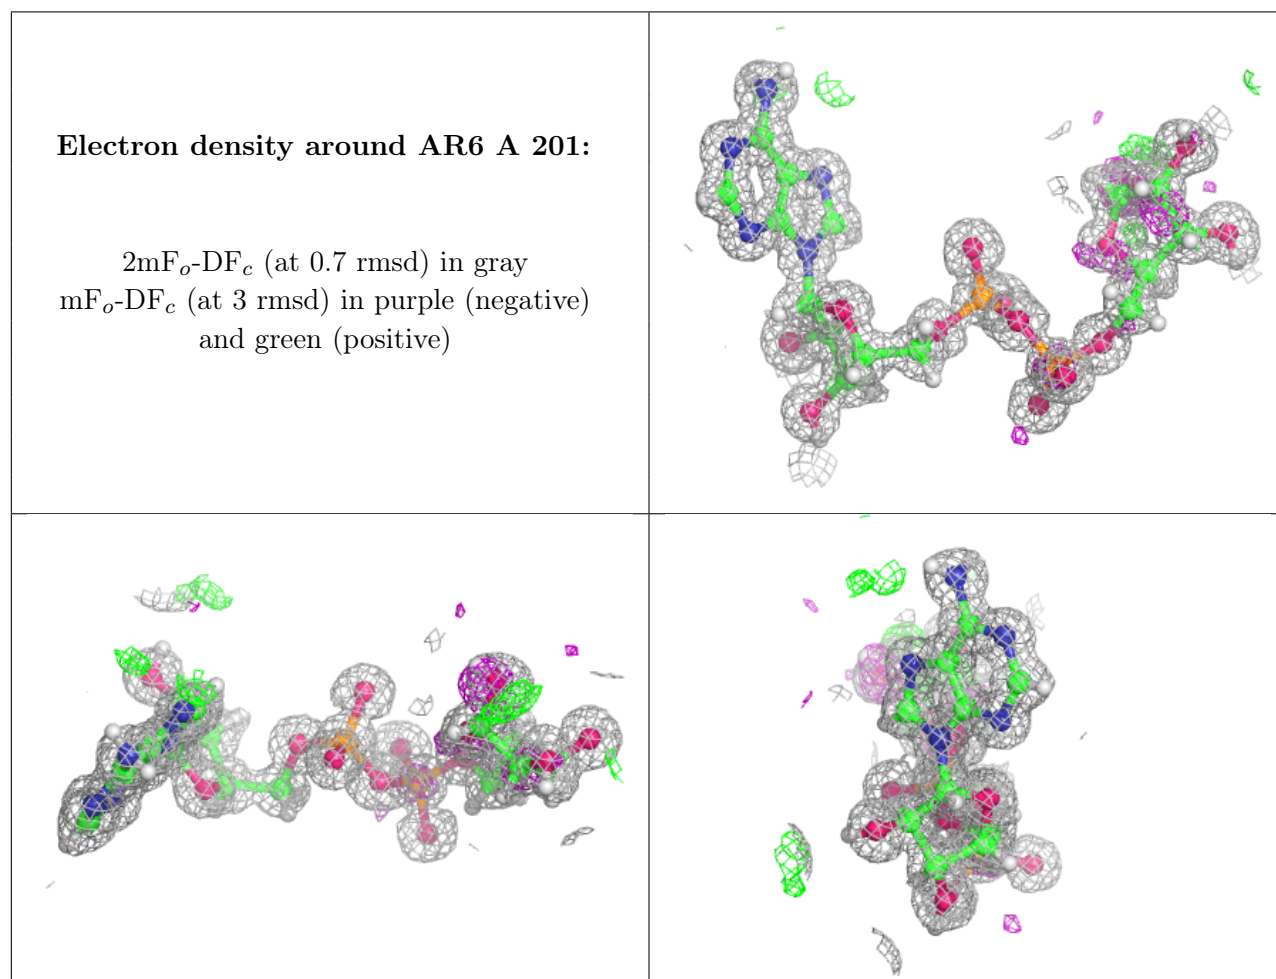 Electron density around AR6 A 201:
2mFo-DFc (at 0.7 rmsd) in gray
mFo-DFc (at 3 rmsd) in purple (negative)
and green (positive)